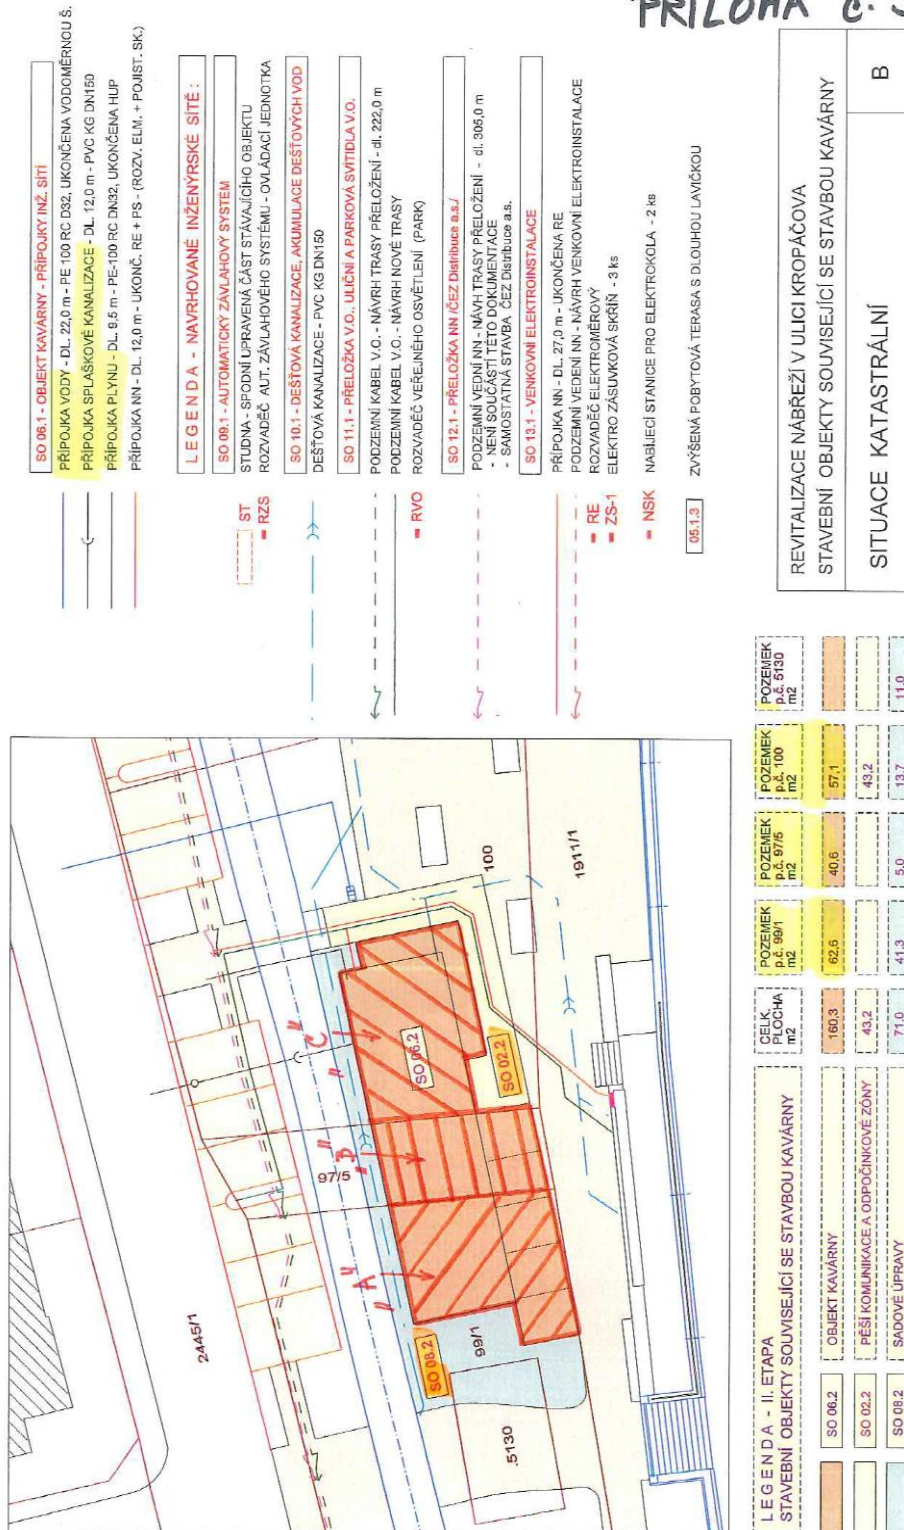 PŘÍLOHA č.
SO 06.1 - OBJEKT KAVÁRNY - PŘÍPOJKY INŽ. SÍTÍ
PŘÍPOJKA VODY - DL. 22,0 m - PE 100 RC D32, UKONČENA VODOMĚRNOU Š.
PŘÍPOJKA SPLAŠKOVÉ KANALIZACE - DL. 12,0 m - PVC KG DN150
PŘÍPOJKA PLYNU - DL. 9,5 m - PE-100 RC DN32, UKONČENA HUP
PŘÍPOJKA NN - DL. 12,0 m - UKONČ. RE + PS - (ROZV. ELM. + POJIST. SK.)
LEGENDA - NAVRHOVANÉ INŽENÝRSKÉ SÍTĚ :
SO 09.1 - AUTOMATICKÝ ZÁVLAHOVÝ SYSTÉM
ST STUDNA - SPODNÍ UPRAVENÁ ČÁST STÁVAJÍCÍHO OBJEKTU
RZS ROZVADĚČ AUT. ZÁVLAHOVÉHO SYSTÉMU - OVLÁDACÍ JEDNOTKA
SO 10.1 - DEŠŤOVÁ KANALIZACE, AKUMULACE DEŠŤOVÝCH VOD
DEŠŤOVÁ KANALIZACE - PVC KG DN150
SO 11.1 - PŘELOŽKA V.O., ULIČNÍ A PARKOVÁ SVÍTIDLA V.O.
PODZEMNÍ KABEL V.O. - NÁVRH TRASY PŘELOŽENÍ - dl. 222,0 m
PODZEMNÍ KABEL V.O. - NÁVRH NOVÉ TRASY
RVO ROZVADĚČ VEŘEJNÉHO OSVĚTLENÍ (PARK)
SO 12.1 - PŘELOŽKA NN /ČEZ Distribuce a.s./
PODZEMNÍ VEDENÍ NN - NÁVH TRASY PŘELOŽENÍ - dl. 305,0 m
- NENÍ SOUČÁSTÍ TÉTO DOKUMENTACE
- SAMOSTATNÁ STAVBA ČEZ Distribuce a.s.
SO 13.1 - VENKOVNÍ ELEKTROINSTALACE
PŘÍPOJKA NN - DL. 27,0 m - UKONČENA RE
PODZEMNÍ VEDENÍ NN - NÁVRH VENKOVNÍ ELEKTROINSTALACE
RE ROZVADĚČ ELEKTROMĚROVÝ
ZS-1 ELEKTRO ZÁSUVKOVÁ SKŘÍŇ - 3 ks
NSK NABÍJECÍ STANICE PRO ELEKTROKOLA - 2 ks
05.1.3 ZVÝŠENÁ POBYTOVÁ TERASA S DLOUHOU LAVIČKOU
REVITALIZACE NÁBŘEŽÍ V ULICI KROPÁČOVA
STAVEBNÍ OBJEKTY SOUVISEJÍCÍ SE STAVBOU KAVÁRNY
SITUACE KATASTRÁLNÍ B
2445/1
97/5
"A"
"B"
"C"
SO 06.2
SO 02.2
SO 08.2
99/1
.5130
100
1911/1
LEGENDA - II. ETAPA
STAVEBNÍ OBJEKTY SOUVISEJÍCÍ SE STAVBOU KAVÁRNY
CELK. PLOCHA m2
POZEMEK p.č. 99/1 m2
POZEMEK p.č. 97/5 m2
POZEMEK p.č. 100 m2
POZEMEK p.č. 5130 m2
SO 06.2 OBJEKT KAVÁRNY 160,3 62,6 40,6 57,1
SO 02.2 PĚŠÍ KOMUNIKACE A ODPOČINKOVÉ ZÓNY 43,2 43,2
SO 08.2 SADOVÉ ÚPRAVY 71,0 41,3 5,0 13,7 11,0